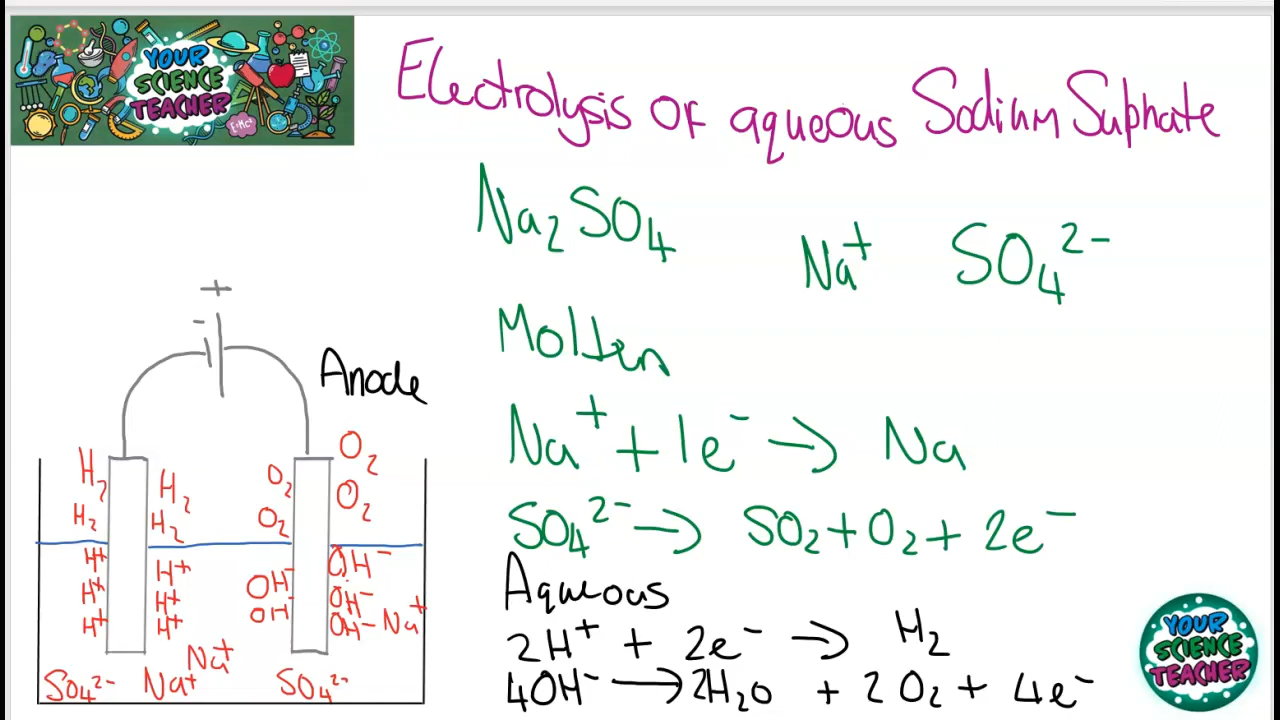 YOUR
SCIENCE
TEACHER
E=MC²
Electrolysis of aqueous Sodium Sulphate
Na₂SO₄
Na⁺ SO₄²⁻
Molten
Na⁺ + 1e⁻ → Na
SO₄²⁻ → SO₂ + O₂ + 2e⁻
Aqueous
2H⁺ + 2e⁻ → H₂
4OH⁻ → 2H₂O + 2O₂ + 4e⁻
+
-
Anode
H₂ H₂ O₂ O₂
H₂ H₂ O₂ O₂
H⁺ H⁺ OH⁻ OH⁻
H⁺ H⁺ OH OH⁻
H⁺ H⁺ OH⁻ Na⁺
Na⁺
SO₄²⁻ Na⁺ SO₄²⁻
YOUR
SCIENCE
TEACHER